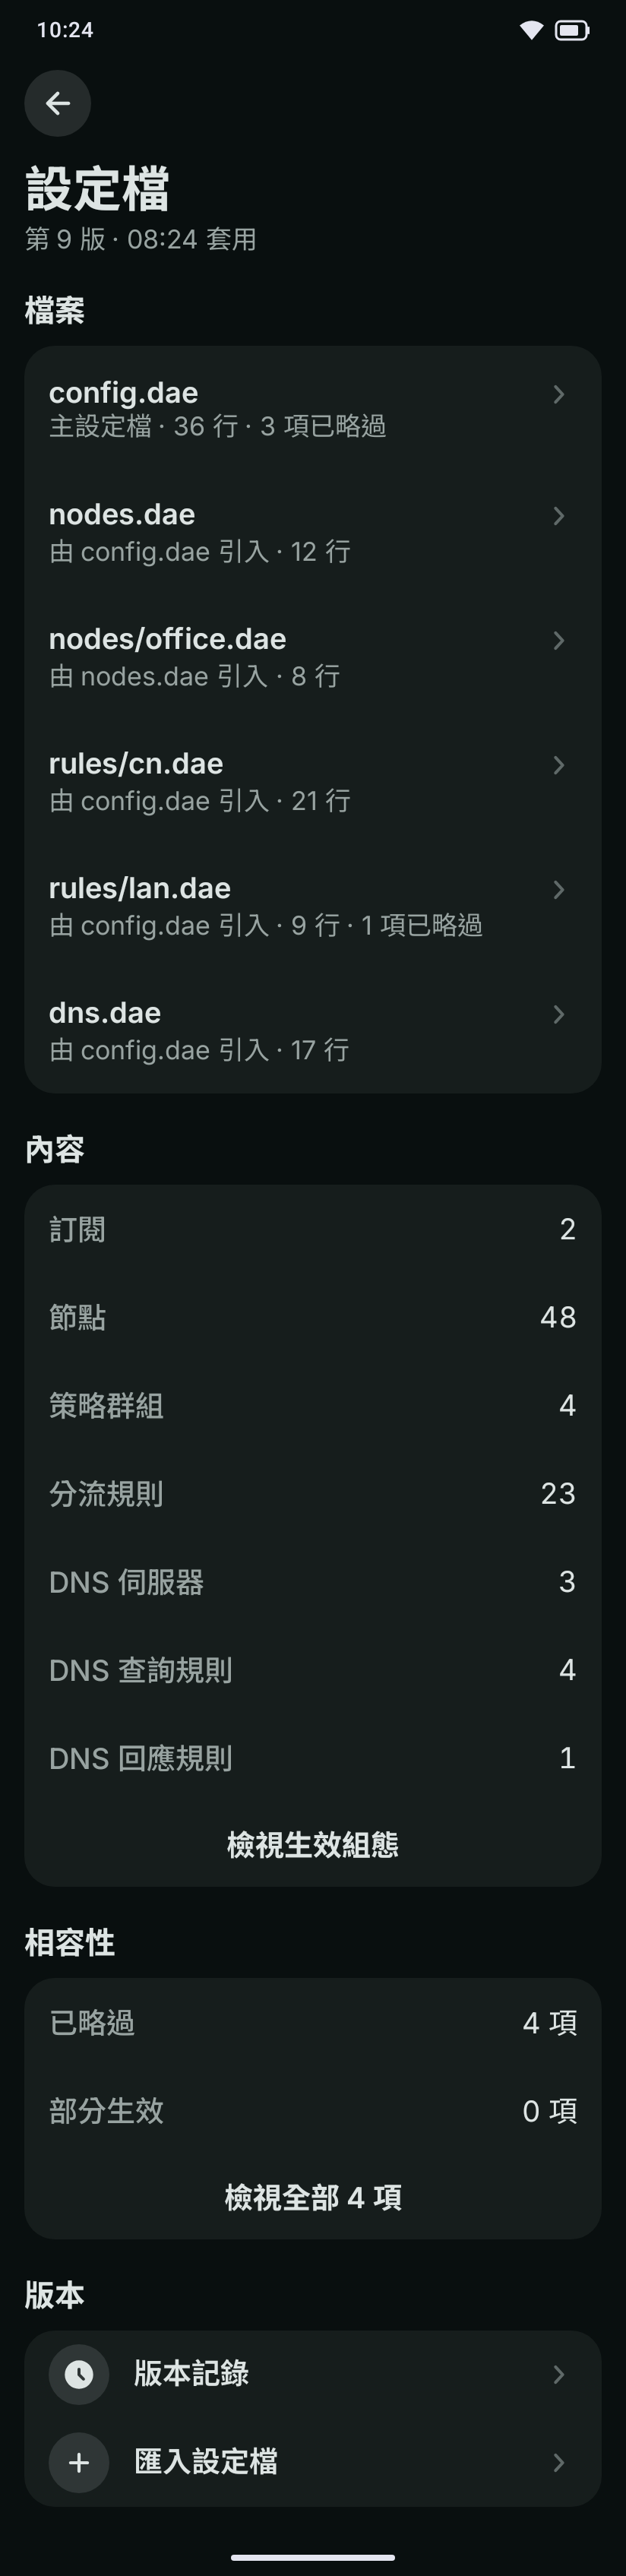 10:24
設定檔
第 9 版 · 08:24 套用
檔案
config.dae
主設定檔 · 36 行 · 3 項已略過
nodes.dae
由 config.dae 引入 · 12 行
nodes/office.dae
由 nodes.dae 引入 · 8 行
rules/cn.dae
由 config.dae 引入 · 21 行
rules/lan.dae
由 config.dae 引入 · 9 行 · 1 項已略過
dns.dae
由 config.dae 引入 · 17 行
內容
訂閱 2
節點 48
策略群組 4
分流規則 23
DNS 伺服器 3
DNS 查詢規則 4
DNS 回應規則 1
檢視生效組態
相容性
已略過 4 項
部分生效 0 項
檢視全部 4 項
版本
版本記錄
匯入設定檔